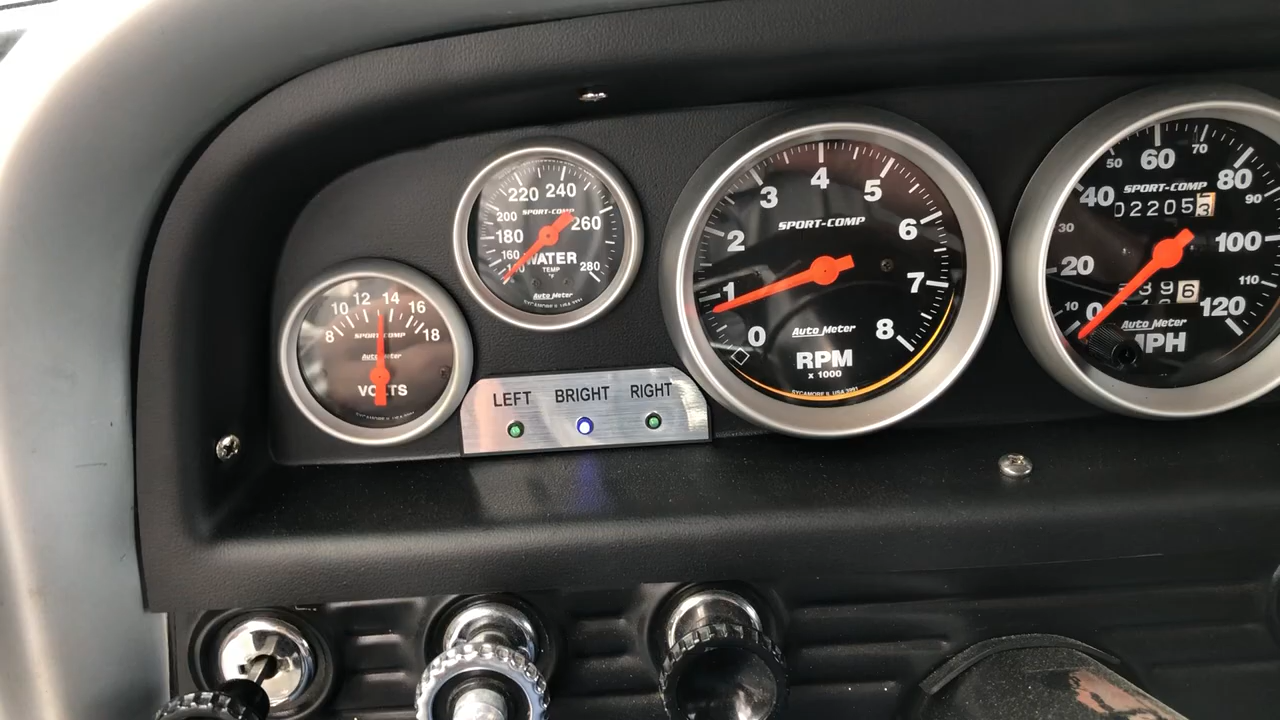 8 10 12 14 16 18
SPORT-COMP
Auto Meter
VOLTS
160 180 200 220 240 260 280
SPORT-COMP
WATER
TEMP
°F
Auto Meter
LEFT BRIGHT RIGHT
0 1 2 3 4 5 6 7 8
SPORT-COMP
Auto Meter
RPM
x 1000
0 10 20 30 40 50 60 70 80 90 100 110 120
SPORT-COMP
022053
Auto Meter
MPH